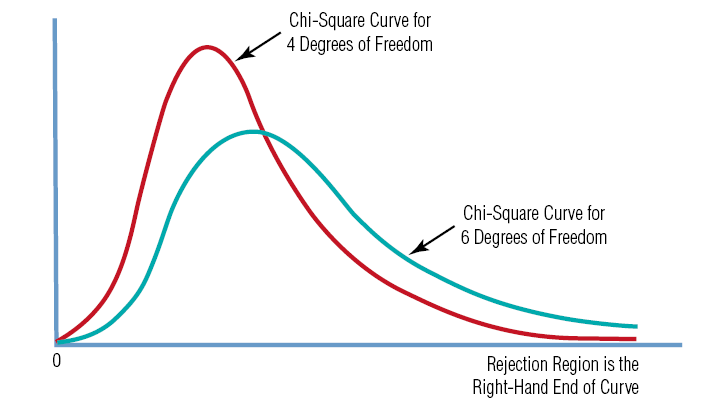 Chi-Square Curve for
4 Degrees of Freedom
Chi-Square Curve for
6 Degrees of Freedom
0
Rejection Region is the
Right-Hand End of Curve